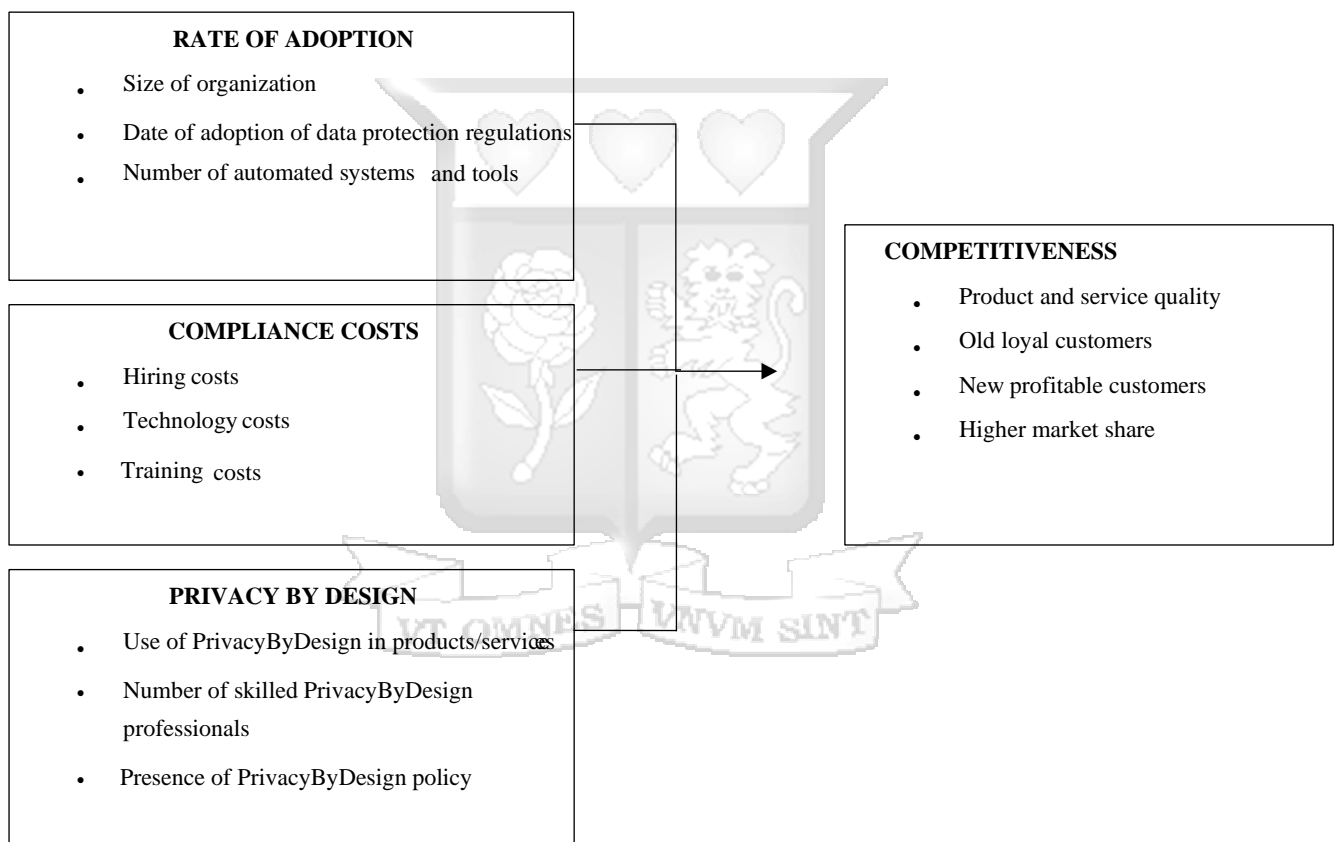 RATE OF ADOPTION
• Size of organization
• Date of adoption of data protection regulations
• Number of automated systems and tools
COMPLIANCE COSTS
• Hiring costs
• Technology costs
• Training costs
PRIVACY BY DESIGN
• Use of PrivacyByDesign in products/services
• Number of skilled PrivacyByDesign
professionals
• Presence of PrivacyByDesign policy
COMPETITIVENESS
• Product and service quality
• Old loyal customers
• New profitable customers
• Higher market share
VT OMNES VNVM SINT